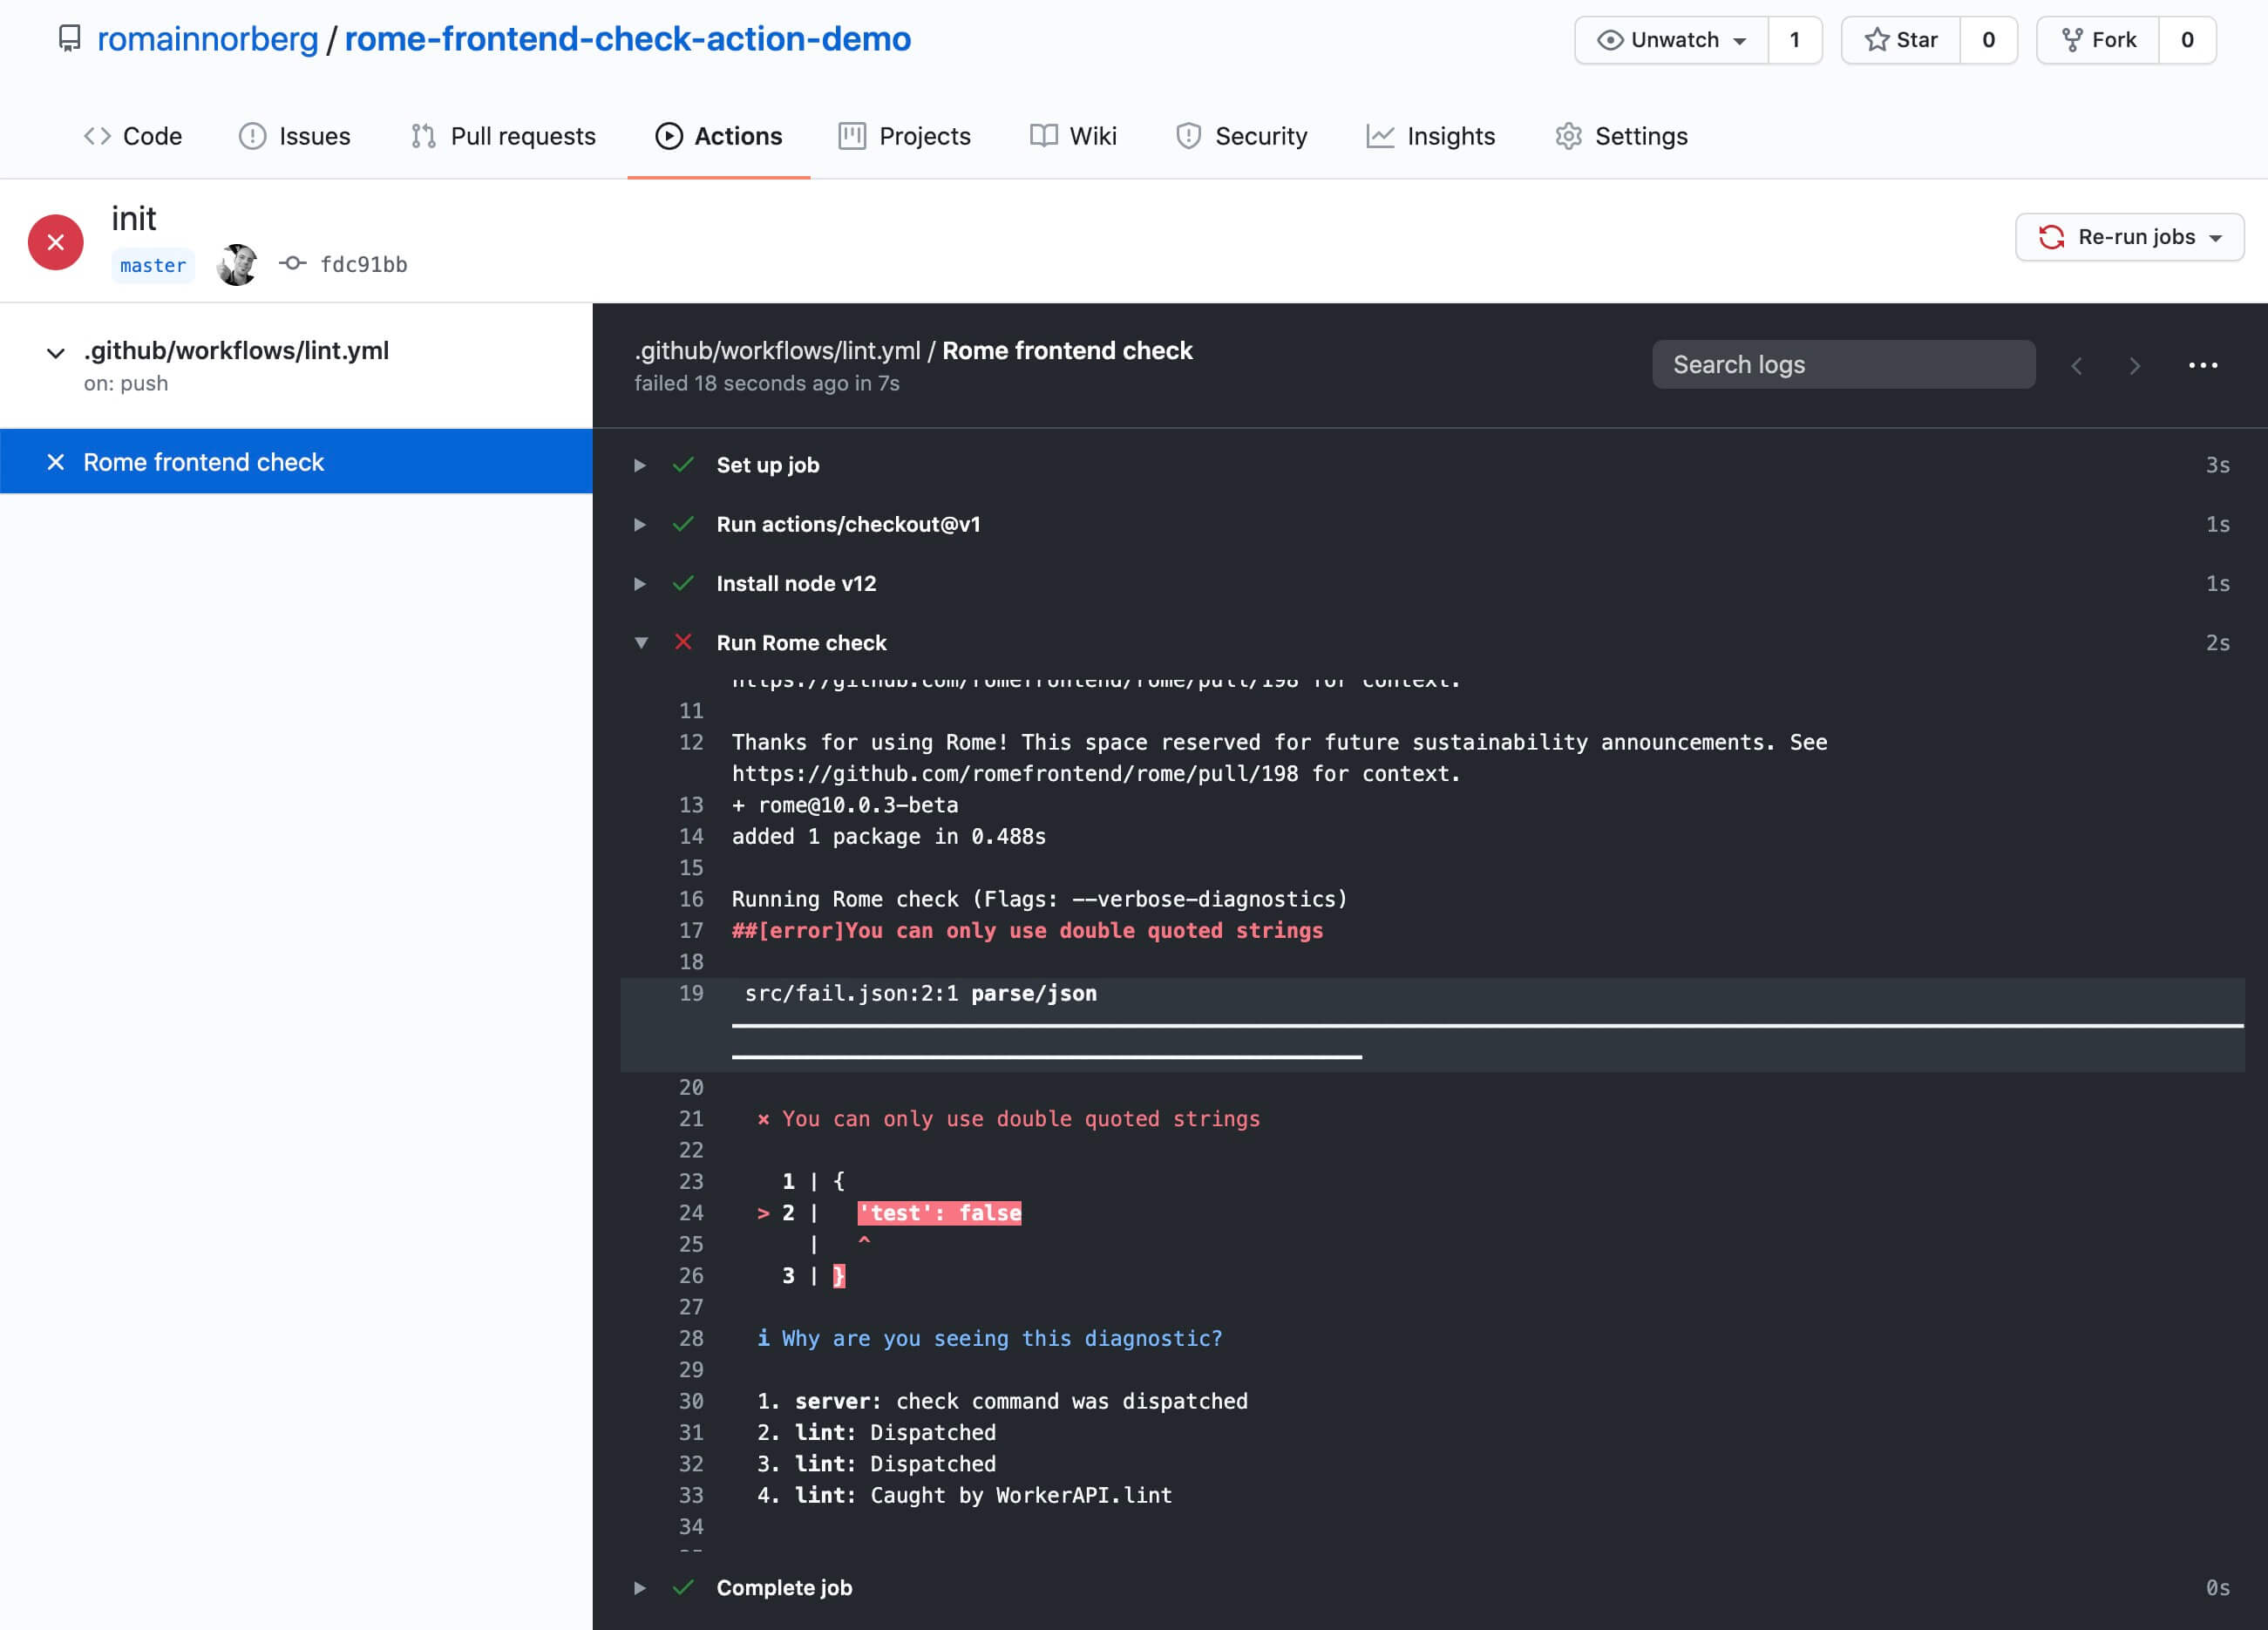 romainnorberg / rome-frontend-check-action-demo
Unwatch 1 Star 0 Fork 0
Code Issues Pull requests Actions Projects Wiki Security Insights Settings
init
master fdc91bb
Re-run jobs
.github/workflows/lint.yml
on: push
Rome frontend check
.github/workflows/lint.yml / Rome frontend check
failed 18 seconds ago in 7s
Search logs
Set up job 3s
Run actions/checkout@v1 1s
Install node v12 1s
Run Rome check 2s
https://github.com/romefrontend/rome/pull/198 for context.
11
12 Thanks for using Rome! This space reserved for future sustainability announcements. See
https://github.com/romefrontend/rome/pull/198 for context.
13 + rome@10.0.3-beta
14 added 1 package in 0.488s
15
16 Running Rome check (Flags: --verbose-diagnostics)
17 ##[error]You can only use double quoted strings
18
19 src/fail.json:2:1 parse/json
20
21 × You can only use double quoted strings
22
23 1 | {
24 > 2 | 'test': false
25 | ^
26 3 | }
27
28 i Why are you seeing this diagnostic?
29
30 1. server: check command was dispatched
31 2. lint: Dispatched
32 3. lint: Dispatched
33 4. lint: Caught by WorkerAPI.lint
34
Complete job 0s